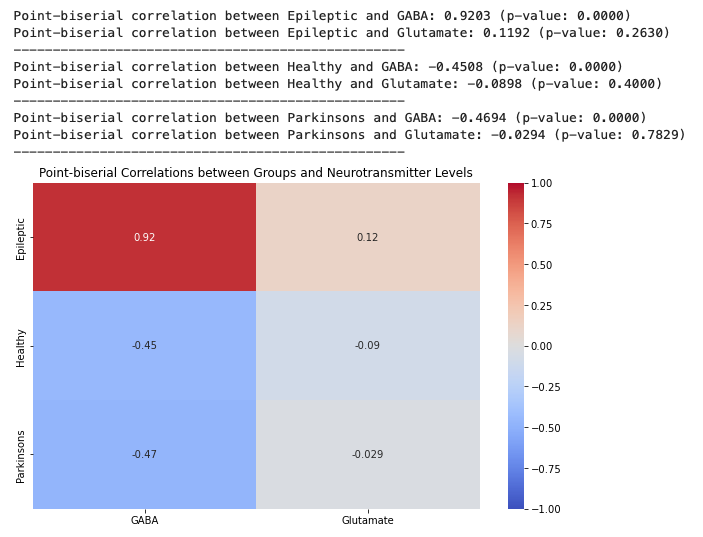 Point-biserial correlation between Epileptic and GABA: 0.9203 (p-value: 0.0000)
Point-biserial correlation between Epileptic and Glutamate: 0.1192 (p-value: 0.2630)
--------------------------------------------------
Point-biserial correlation between Healthy and GABA: -0.4508 (p-value: 0.0000)
Point-biserial correlation between Healthy and Glutamate: -0.0898 (p-value: 0.4000)
--------------------------------------------------
Point-biserial correlation between Parkinsons and GABA: -0.4694 (p-value: 0.0000)
Point-biserial correlation between Parkinsons and Glutamate: -0.0294 (p-value: 0.7829)
--------------------------------------------------
Point-biserial Correlations between Groups and Neurotransmitter Levels
Epileptic
0.92
0.12
Healthy
-0.45
-0.09
Parkinsons
-0.47
-0.029
GABA
Glutamate
1.00
0.75
0.50
0.25
0.00
−0.25
−0.50
−0.75
−1.00